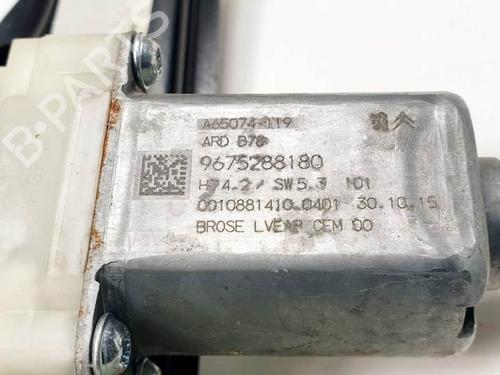 A65074-119
ARD B78
9675288180
H74.2/ SW5.3 101
0010881410.0401 30.10.15
BROSE CEM 00
B-PARTS